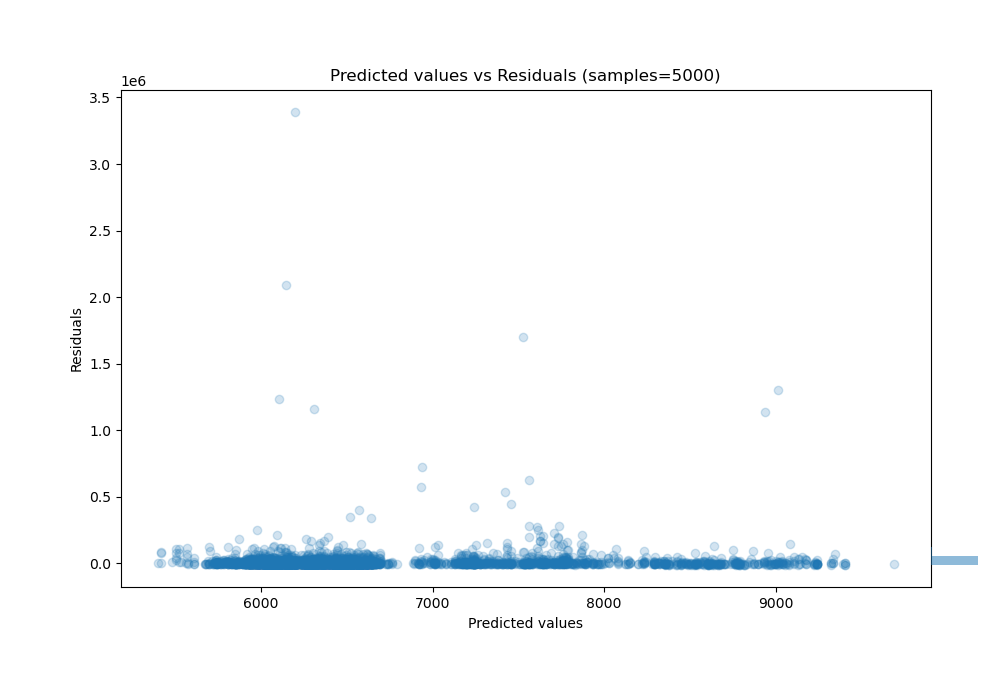 Predicted values vs Residuals (samples=5000)
1e6
3.5
3.0
2.5
2.0
1.5
1.0
0.5
0.0
Residuals
6000 7000 8000 9000
Predicted values